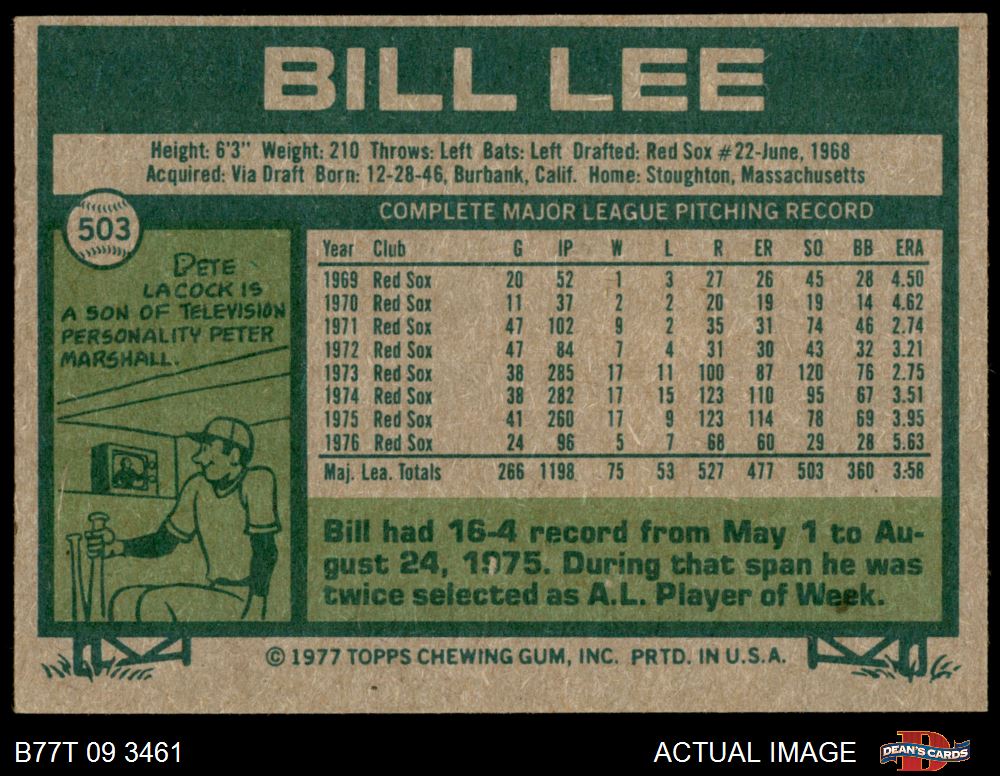 BILL LEE
Height: 6'3" Weight: 210 Throws: Left Bats: Left Drafted: Red Sox #22-June, 1968
Acquired: Via Draft Born: 12-28-46, Burbank, Calif. Home: Stoughton, Massachusetts
503
COMPLETE MAJOR LEAGUE PITCHING RECORD
PETE
LACOCK IS
A SON OF TELEVISION
PERSONALITY PETER
MARSHALL.
Year Club G IP W L R ER SO BB ERA
1969 Red Sox 20 52 1 3 27 26 45 28 4.50
1970 Red Sox 11 37 2 2 20 19 19 14 4.62
1971 Red Sox 47 102 9 2 35 31 74 46 2.74
1972 Red Sox 47 84 7 4 31 30 43 32 3.21
1973 Red Sox 38 285 17 11 100 87 120 76 2.75
1974 Red Sox 38 282 17 15 123 110 95 67 3.51
1975 Red Sox 41 260 17 9 123 114 78 69 3.95
1976 Red Sox 24 96 5 7 68 60 29 28 5.63
Maj. Lea. Totals 266 1198 75 53 527 477 503 360 3.58
Bill had 16-4 record from May 1 to Au-
gust 24, 1975. During that span he was
twice selected as A.L. Player of Week.
© 1977 TOPPS CHEWING GUM, INC. PRTD. IN U.S.A.
B77T 09 3461
ACTUAL IMAGE
D
DEAN'S CARDS